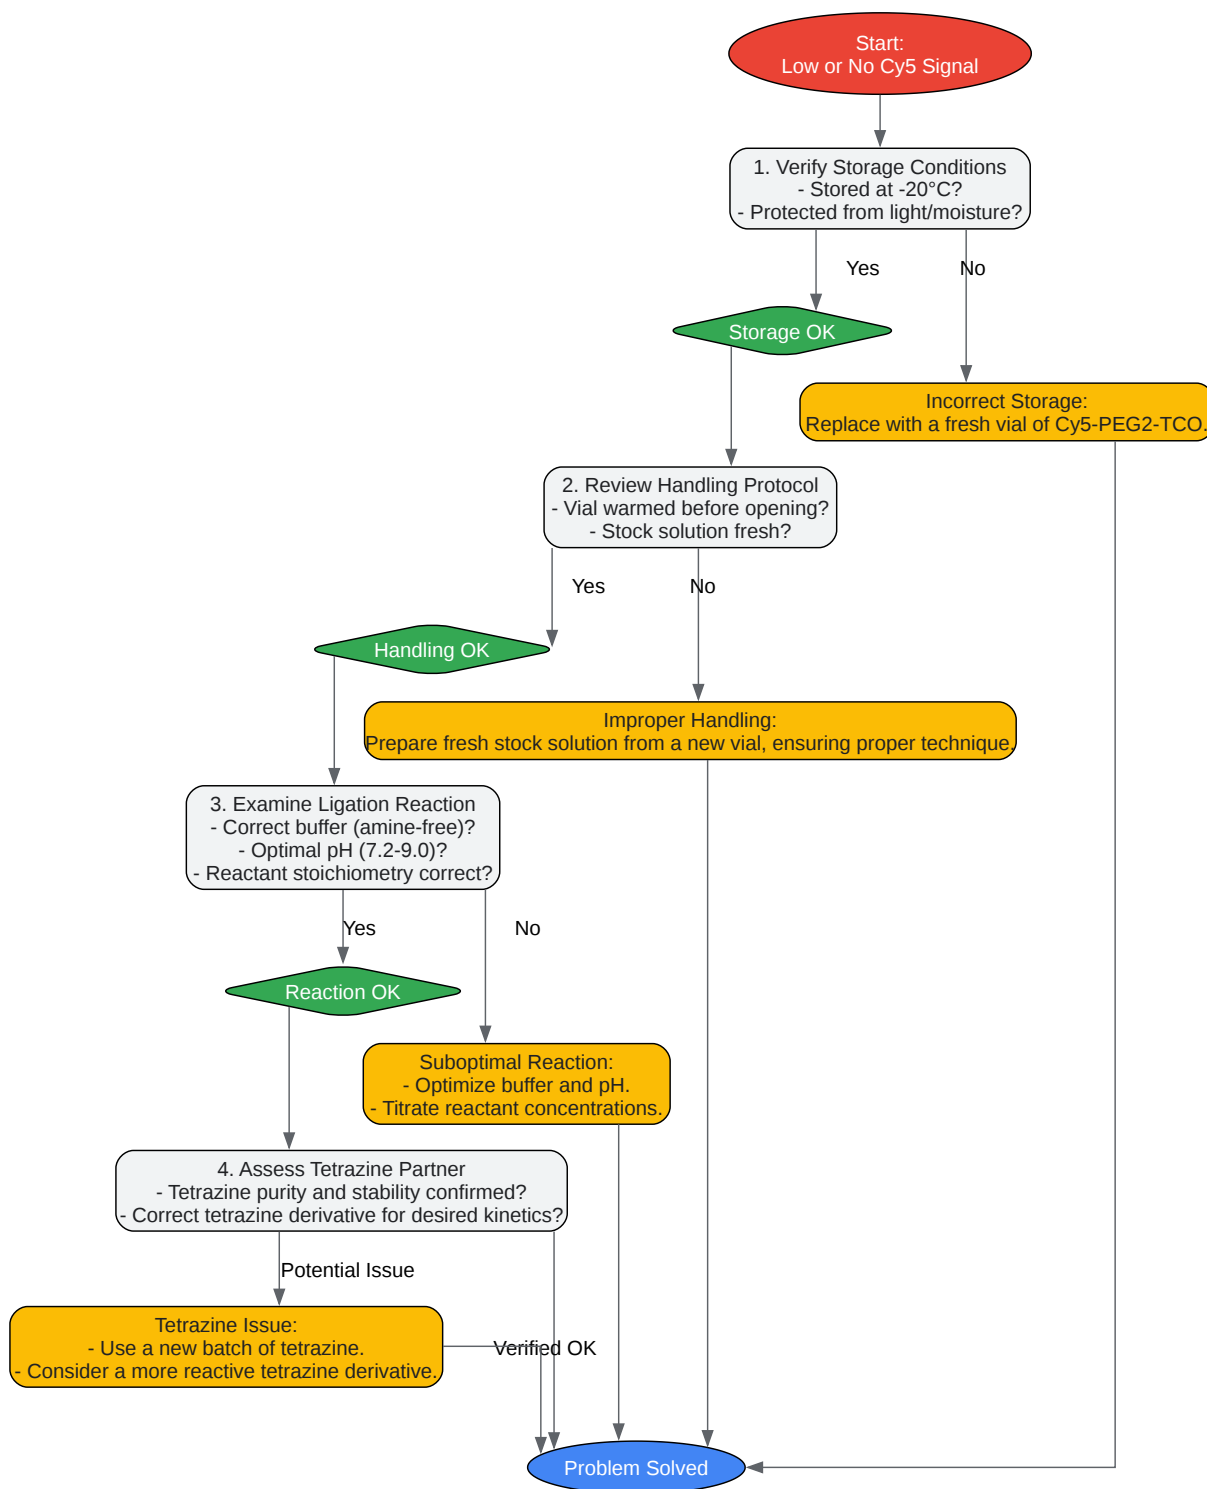 Start:
Low or No Cy5 Signal
1. Verify Storage Conditions
- Stored at -20°C?
- Protected from light/moisture?
Yes
No
Storage OK
Incorrect Storage:
Replace with a fresh vial of Cy5-PEG2-TCO.
2. Review Handling Protocol
- Vial warmed before opening?
- Stock solution fresh?
Yes
No
Handling OK
Improper Handling:
Prepare fresh stock solution from a new vial, ensuring proper technique.
3. Examine Ligation Reaction
- Correct buffer (amine-free)?
- Optimal pH (7.2-9.0)?
- Reactant stoichiometry correct?
Yes
No
Reaction OK
Suboptimal Reaction:
- Optimize buffer and pH.
- Titrate reactant concentrations.
4. Assess Tetrazine Partner
- Tetrazine purity and stability confirmed?
- Correct tetrazine derivative for desired kinetics?
Potential Issue
Tetrazine Issue:
- Use a new batch of tetrazine.
- Consider a more reactive tetrazine derivative.
Verified OK
Problem Solved